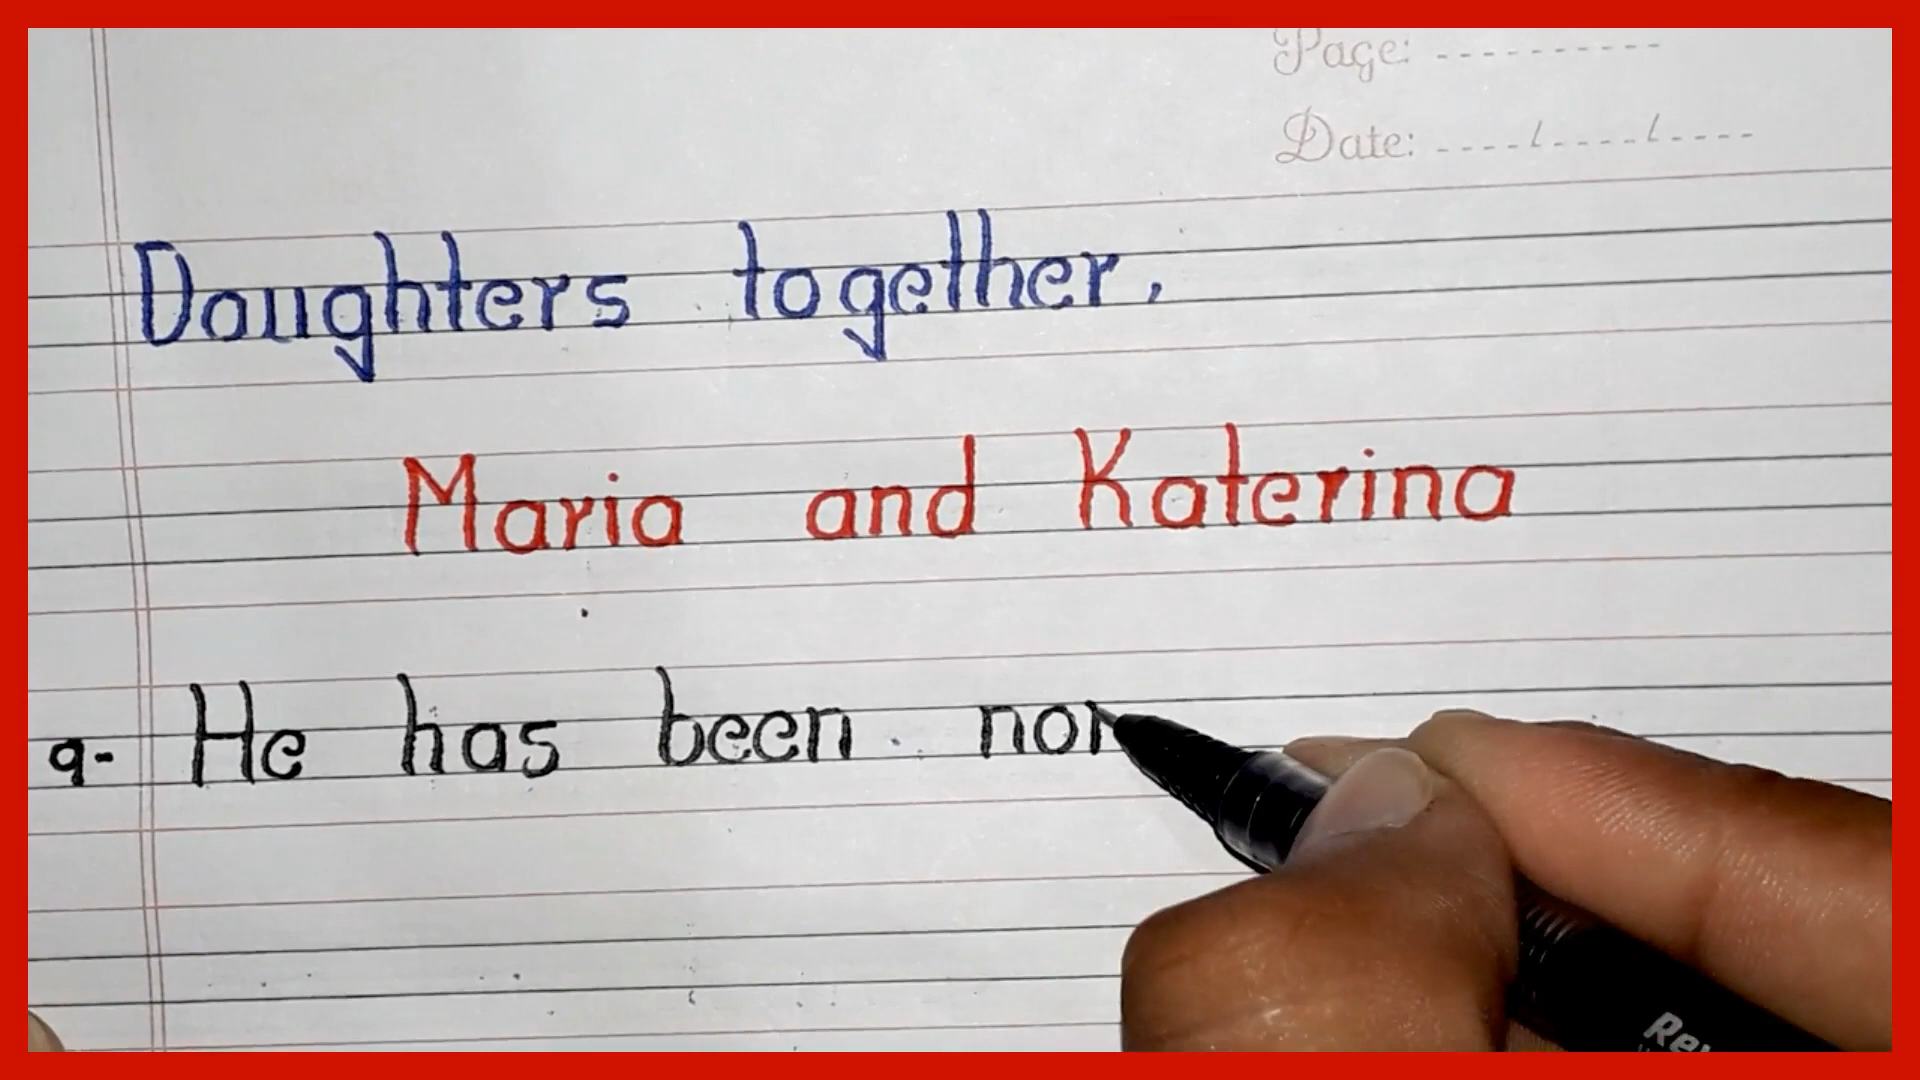 Page: ----------
Date: ----/----/----
Daughters together.
Maria and Katerina
9- He has been